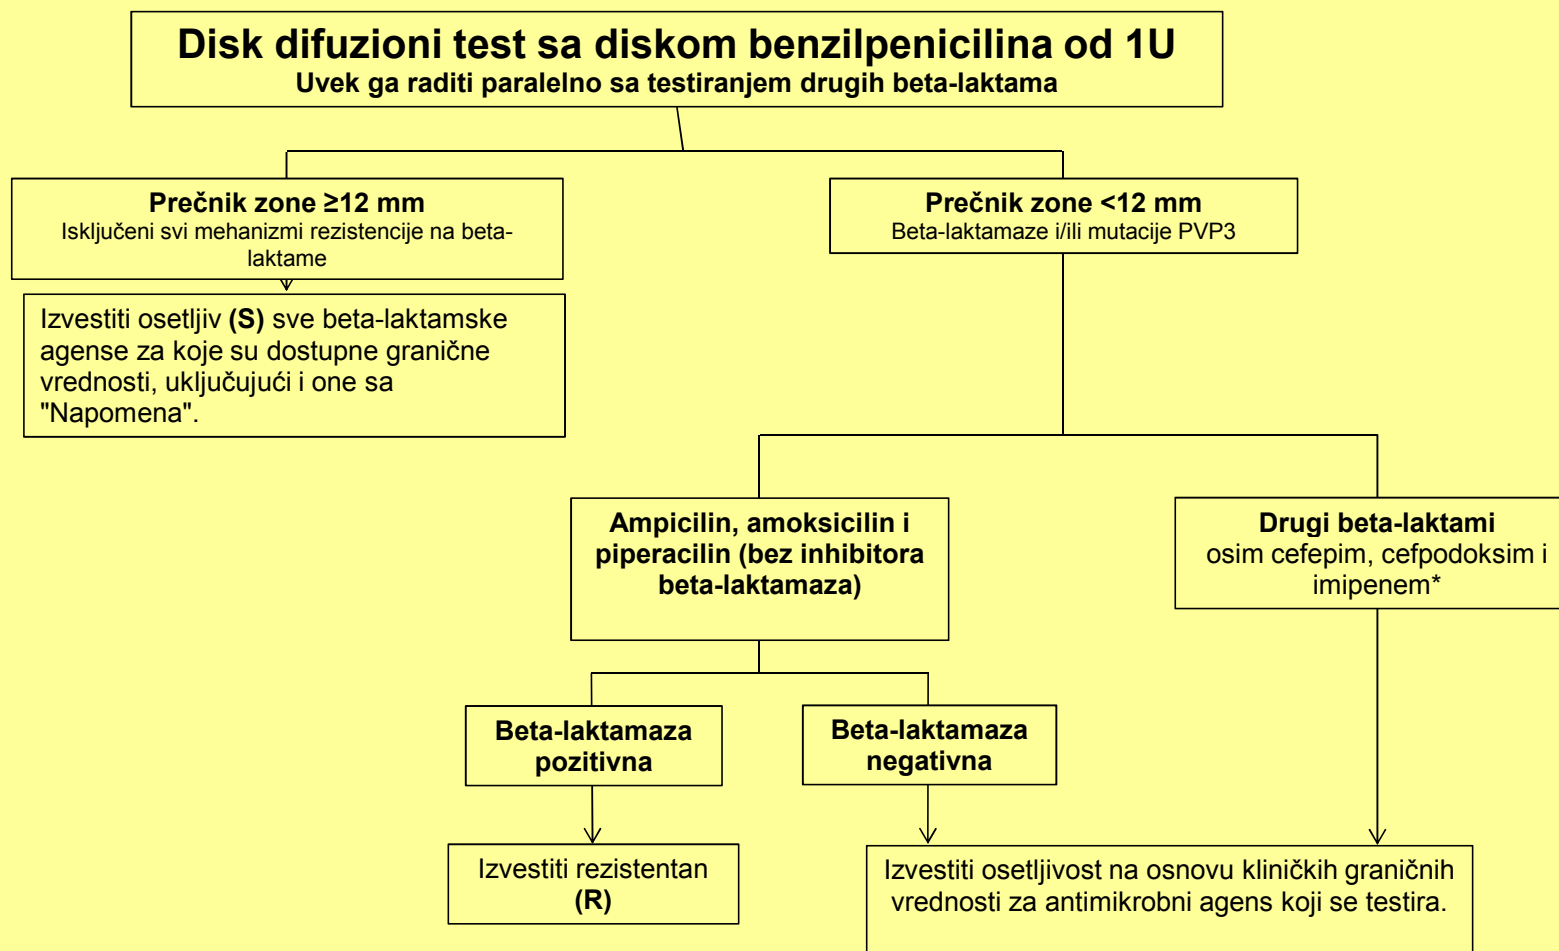 Disk difuzioni test sa diskom benzilpenicilina od 1U
Uvek ga raditi paralelno sa testiranjem drugih beta-laktama
Prečnik zone ≥12 mm
Isključeni svi mehanizmi rezistencije na beta-
laktame
Prečnik zone <12 mm
Beta-laktamaze i/ili mutacije PVP3
Izvestiti osetljiv (S) sve beta-laktamske
agense za koje su dostupne granične
vrednosti, uključujući i one sa
"Napomena".
Ampicilin, amoksicilin i
piperacilin (bez inhibitora
beta-laktamaza)
Drugi beta-laktami
osim cefepim, cefpodoksim i
imipenem*
Beta-laktamaza
pozitivna
Beta-laktamaza
negativna
Izvestiti rezistentan
(R)
Izvestiti osetljivost na osnovu kliničkih graničnih
vrednosti za antimikrobni agens koji se testira.